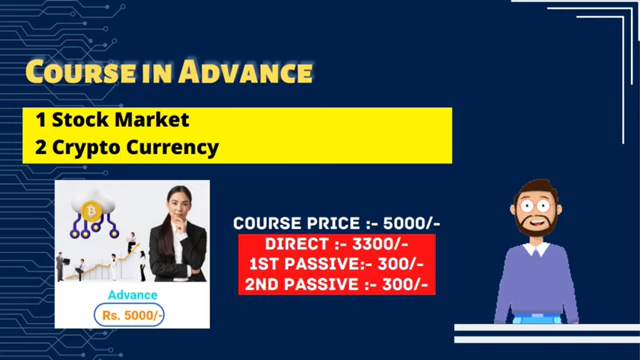 COURSE IN ADVANCE
1 Stock Market
2 Crypto Currency
COURSE PRICE :- 5000/-
DIRECT :- 3300/-
1ST PASSIVE:- 300/-
2ND PASSIVE :- 300/-
Advance
Rs. 5000/-